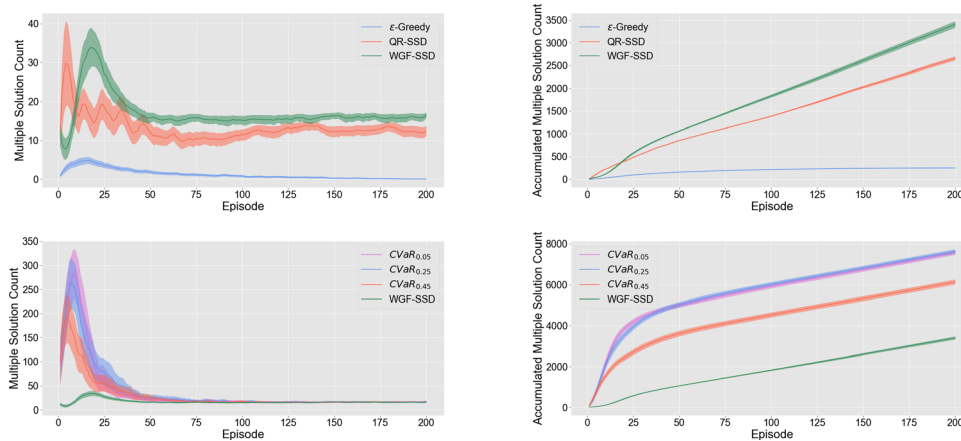 Multiple Solution Count
40
30
20
10
0
ε-Greedy
QR-SSD
WGF-SSD
0 25 50 75 100 125 150 175 200
Episode
Accumulated Multiple Solution Count
3500
3000
2500
2000
1500
1000
500
0
ε-Greedy
QR-SSD
WGF-SSD
0 25 50 75 100 125 150 175 200
Episode
Multiple Solution Count
350
300
250
200
150
100
50
0
CVaR0.05
CVaR0.25
CVaR0.45
WGF-SSD
0 25 50 75 100 125 150 175 200
Episode
Accumulated Multiple Solution Count
8000
6000
4000
2000
0
CVaR0.05
CVaR0.25
CVaR0.45
WGF-SSD
0 25 50 75 100 125 150 175 200
Episode